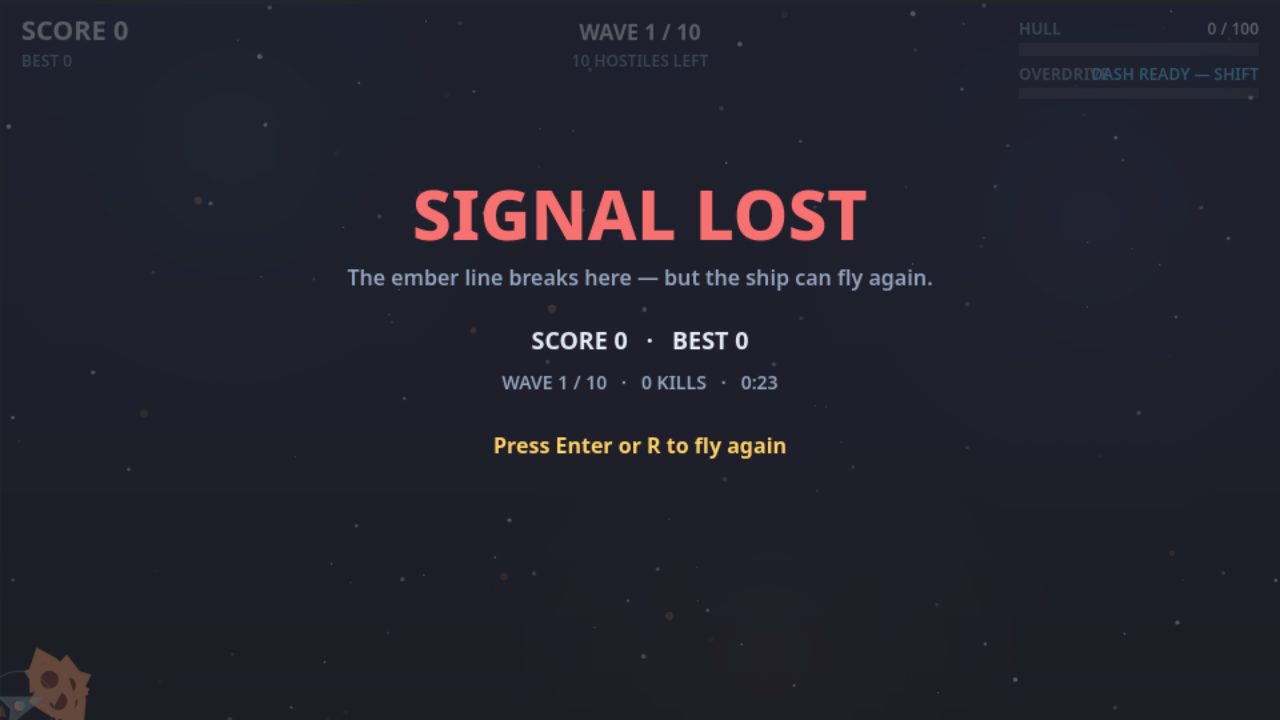 SCORE 0
BEST 0
WAVE 1 / 10
10 HOSTILES LEFT
HULL 0 / 100
OVERDRIVE DASH READY — SHIFT
SIGNAL LOST
The ember line breaks here — but the ship can fly again.
SCORE 0 · BEST 0
WAVE 1 / 10 · 0 KILLS · 0:23
Press Enter or R to fly again